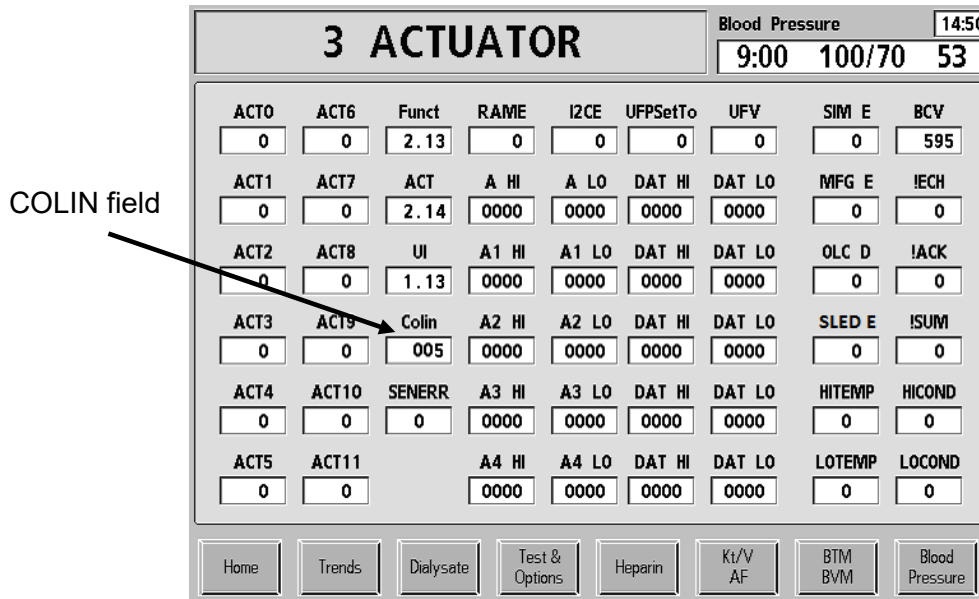 3 ACTUATOR
Blood Pressure 14:50
9:00 100/70 53
ACT0 ACT6 Funct RAME I2CE UFPSetTo UFV SIM E BCV
0 0 2.13 0 0 0 0 0 595
ACT1 ACT7 ACT A HI A LO DAT HI DAT LO MFG E !ECH
0 0 2.14 0000 0000 0000 0000 0 0
COLIN field
ACT2 ACT8 UI A1 HI A1 LO DAT HI DAT LO OLC D !ACK
0 0 1.13 0000 0000 0000 0000 0 0
ACT3 ACT9 Colin A2 HI A2 LO DAT HI DAT LO SLED E !SUM
0 0 005 0000 0000 0000 0000 0 0
ACT4 ACT10 SENERR A3 HI A3 LO DAT HI DAT LO HITEMP HICOND
0 0 0 0000 0000 0000 0000 0 0
ACT5 ACT11 A4 HI A4 LO DAT HI DAT LO LOTEMP LOCOND
0 0 0000 0000 0000 0000 0 0
Home Trends Dialysate Test & Options Heparin Kt/V AF BTM BVM Blood Pressure